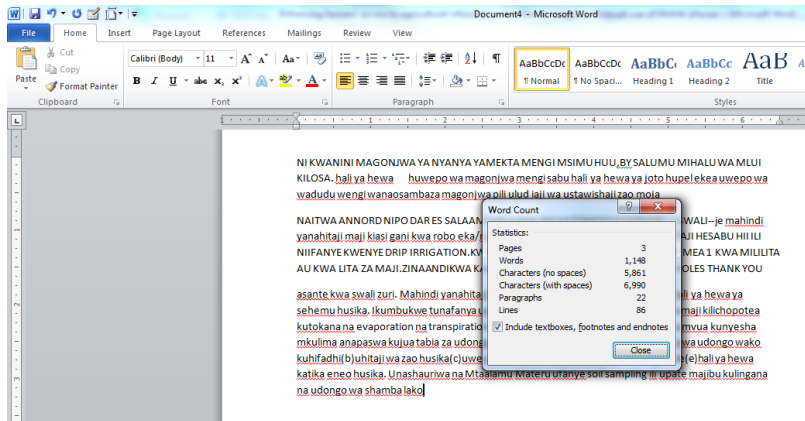 Document4 - Microsoft Word
File Home Insert Page Layout References Mailings Review View
Paste
Cut
Copy
Format Painter
Clipboard
Calibri (Body) 11
Font
Paragraph
AaBbCcDc AaBbCcDc AaBbC AaBbCc AaB
¶ Normal ¶ No Spaci... Heading 1 Heading 2 Title
Styles
NI KWANINI MAGONJWA YA NYANYA YAMEKTA MENGI MSIMU HUU,BY SALUMU MIHALU WA MLUI
KILOSA. hali ya hewa huwepo wa magonjwa mengi sabu hali ya hewa ya joto hupel ekea uwepo wa
wadudu wengi wanaosambaza magonjwa pili ulud iaji wa ustawishaji zao moja
NAITWA ANNORD NIPO DAR ES SALAAM SWALI--je mahindi
yanahitaji maji kiasi gani kwa robo eka/ AJI HESABU HII ILI
NIIFANYE KWENYE DRIP IRRIGATION.KW MEA 1 KWA MILILITA
AU KWA LITA ZA MAJI.ZINAANDIKWA KA OLES THANK YOU
asante kwa swali zuri. Mahindi yanahita li ya hewa ya
sehemu husika. Ikumbukwe tunafanya u maji kilichopotea
kutokana na evaporation na transpiratio mvua kunyesha
mkulima anapaswa kujua tabia za udong wa udongo wako
kuhifadhi(b)uhitaji wa zao husika(c)uwe e(e)hali ya hewa
katika eneo husika. Unashauriwa na Mtaalamu Materu ufanye soil sampling ili upate majibu kulingana
na udongo wa shamba lako
Word Count
Statistics:
Pages 3
Words 1,148
Characters (no spaces) 5,861
Characters (with spaces) 6,990
Paragraphs 22
Lines 86
Include textboxes, footnotes and endnotes
Close